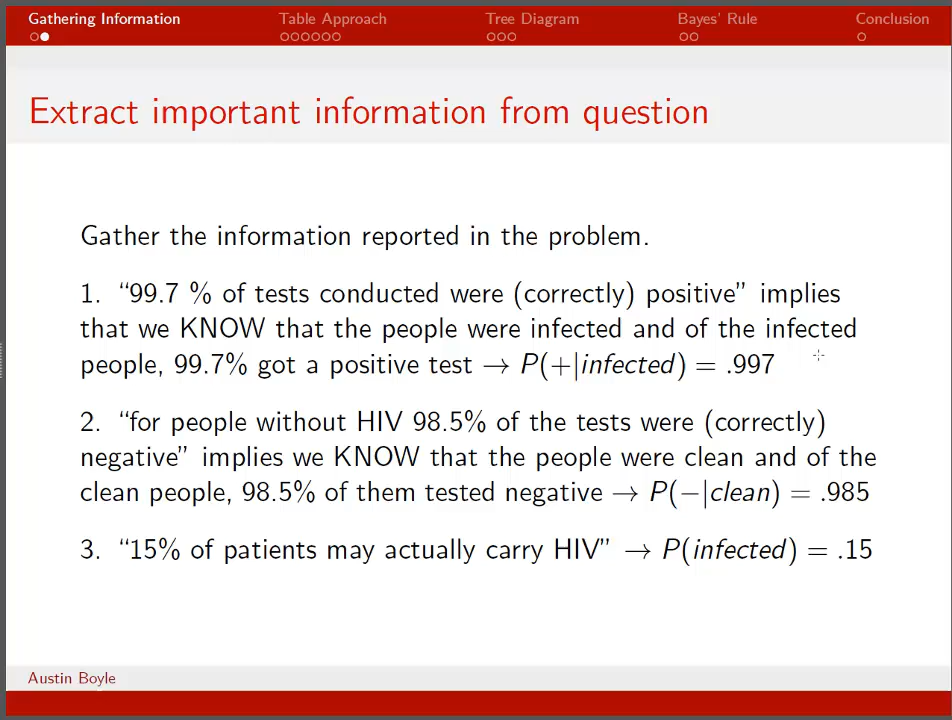 Gathering Information Table Approach Tree Diagram Bayes' Rule Conclusion
Extract important information from question
Gather the information reported in the problem.
1. “99.7 % of tests conducted were (correctly) positive” implies
that we KNOW that the people were infected and of the infected
people, 99.7% got a positive test → P(+|infected) = .997
2. “for people without HIV 98.5% of the tests were (correctly)
negative” implies we KNOW that the people were clean and of the
clean people, 98.5% of them tested negative → P(−|clean) = .985
3. “15% of patients may actually carry HIV” → P(infected) = .15
Austin Boyle